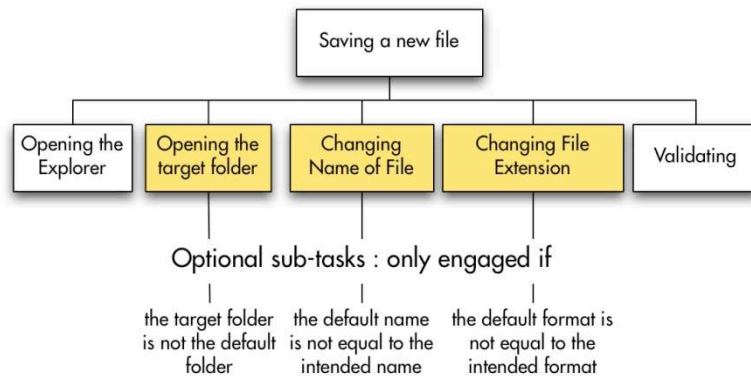 Saving a new file
Opening the
Explorer
Opening the
target folder
Changing
Name of File
Changing File
Extension
Validating
Optional sub-tasks : only engaged if
the target folder
is not the default
folder
the default name
is not equal to the
intended name
the default format is
not equal to the
intended format